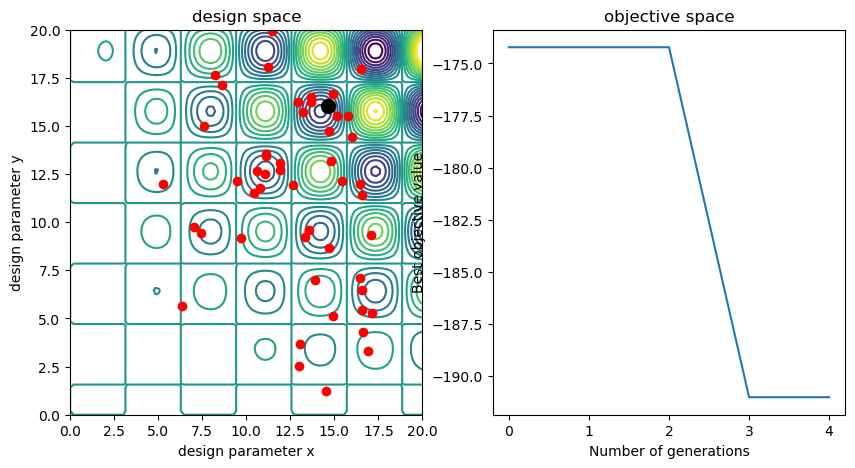 design space
design parameter y
20.0
17.5
15.0
12.5
10.0
7.5
5.0
2.5
0.0
0.0 2.5 5.0 7.5 10.0 12.5 15.0 17.5 20.0
design parameter x
objective space
Best objective value
−175.0
−177.5
−180.0
−182.5
−185.0
−187.5
−190.0
0 1 2 3 4
Number of generations